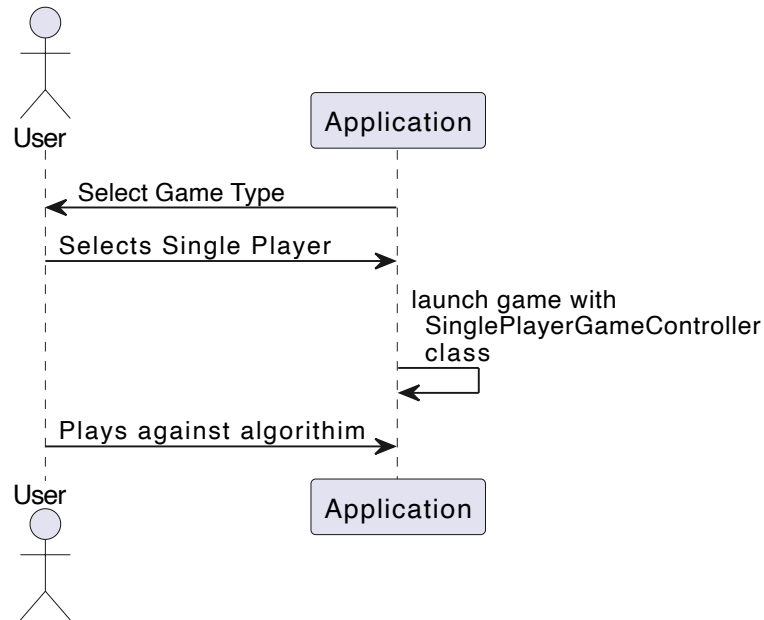 User
Application
Select Game Type
Selects Single Player
launch game with
SinglePlayerGameController
class
Plays against algorithim
User
Application